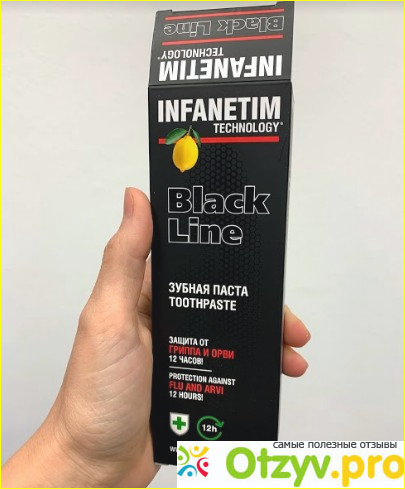 Black Line
INFANETIM
TECHNOLOGY®
INFANETIM
TECHNOLOGY®
Black
Line
ЗУБНАЯ ПАСТА
TOOTHPASTE
ЗАЩИТА ОТ
ГРИППА И ОРВИ
12 ЧАСОВ!
PROTECTION AGAINST
FLU AND ARVI
12 HOURS!
12h
самые полезные отзывы
Otzyv.pro